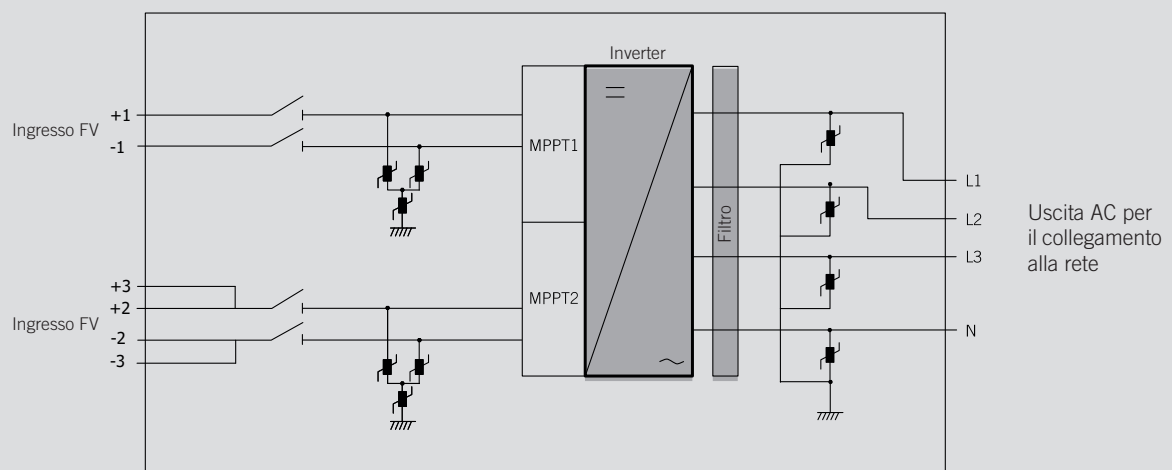 Inverter
Ingresso FV
+1
-1
MPPT1
MPPT2
Filtro
L1
L2
L3
N
Uscita AC per
il collegamento
alla rete
Ingresso FV
+3
+2
-2
-3